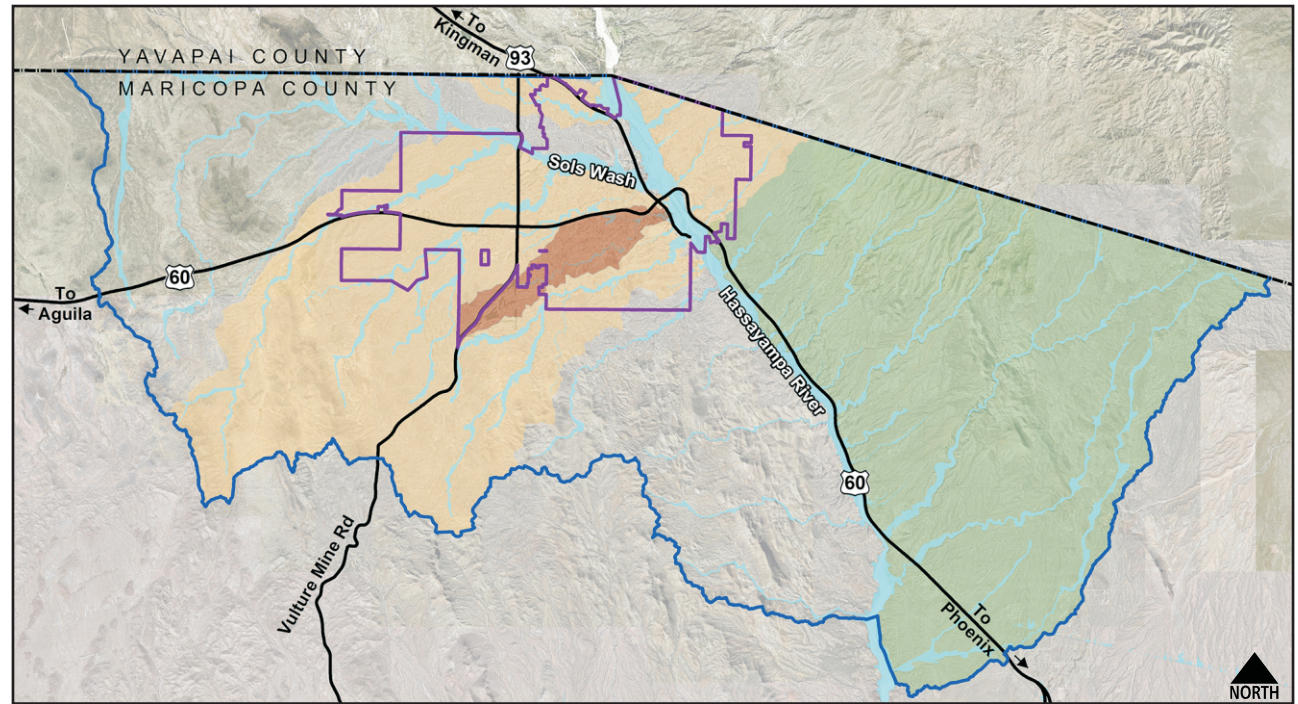 To
Kingman
93
YAVAPAI COUNTY
MARICOPA COUNTY
Sols Wash
60
To
Aguila
Hassayampa River
60
Vulture Mine Rd
To
Phoenix
NORTH